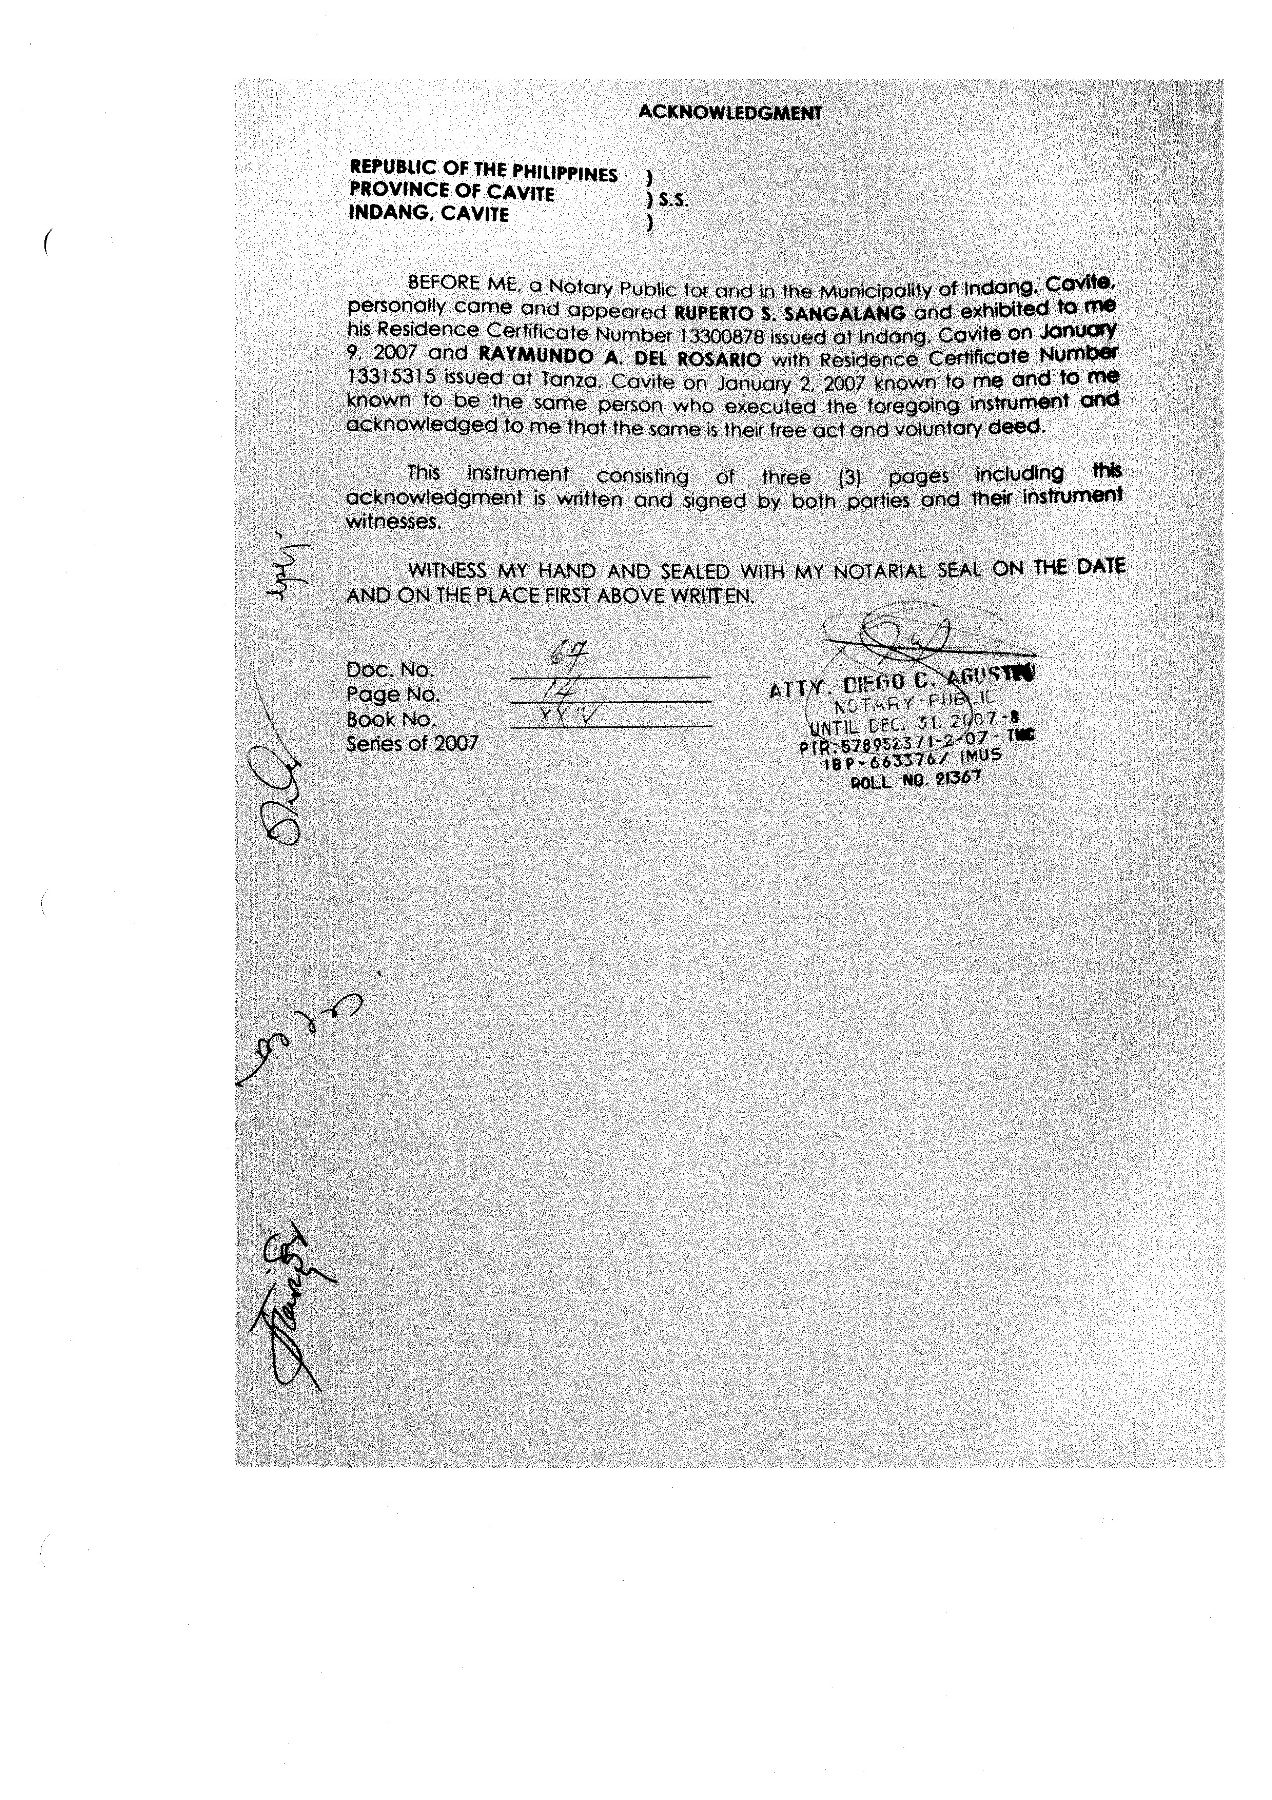 ACKNOWLEDGMENT
REPUBLIC OF THE PHILIPPINES )
PROVINCE OF CAVITE ) S.S.
INDANG, CAVITE )
BEFORE ME, a Notary Public for and in the Municipality of Indang, Cavite,
personally came and appeared RUPERTO S. SANGALANG and exhibited to me
his Residence Certificate Number 13300878 issued at Indang, Cavite on January
9, 2007 and RAYMUNDO A. DEL ROSARIO with Residence Certificate Number
13315315 issued at Tanza, Cavite on January 2, 2007 known to me and to me
known to be the same person who executed the foregoing instrument and
acknowledged to me that the same is their free act and voluntary deed.
This instrument consisting of three (3) pages including this
acknowledgment is written and signed by both parties and their instrument
witnesses.
WITNESS MY HAND AND SEALED WITH MY NOTARIAL SEAL ON THE DATE
AND ON THE PLACE FIRST ABOVE WRITTEN.
Doc. No. 67
Page No. 14
Book No.
Series of 2007
ATTY. DIEGO C. AGUSTIN
NOTARY PUBLIC
UNTIL DEC. 31, 2007-8
PTR: 5789523/1-2-07-TMC
IBP-663376/ IMUS
ROLL NO. 21367